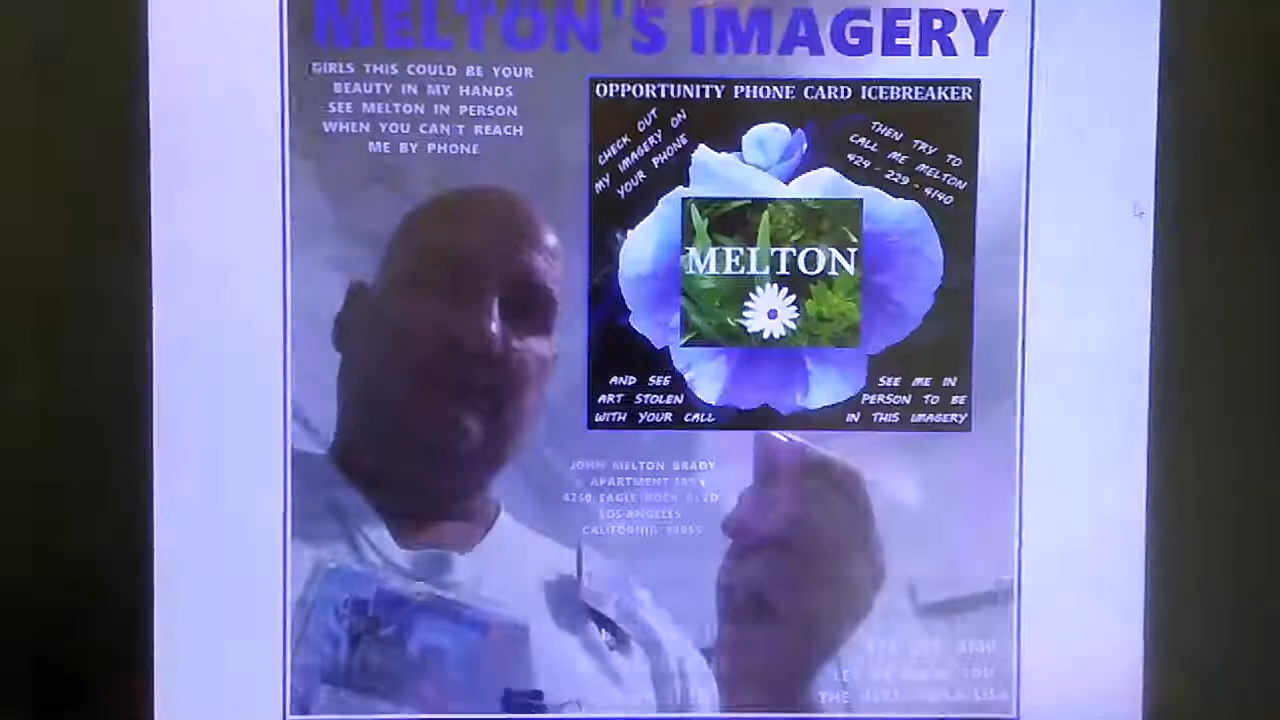 MELTON'S IMAGERY
GIRLS THIS COULD BE YOUR
BEAUTY IN MY HANDS
SEE MELTON IN PERSON
WHEN YOU CAN'T REACH
ME BY PHONE
OPPORTUNITY PHONE CARD ICEBREAKER
CHECK OUT
MY IMAGERY ON
YOUR PHONE
THEN TRY TO
CALL ME MELTON
424 - 229 - 4140
MELTON
AND SEE
ART STOLEN
WITH YOUR CALL
SEE ME IN
PERSON TO BE
IN THIS IMAGERY
JOHN MELTON BRADY
APARTMENT
4260 EAGLE ROCK BLVD
LOS ANGELES
CALIFORNIA
YOU
THE